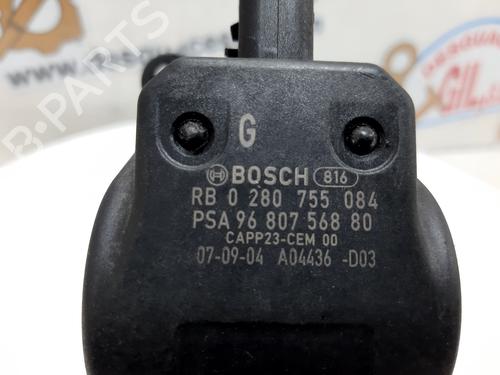 G
BOSCH 816
RB 0 280 755 084
PSA 96 807 568 80
CAPP23-CEM 00
07-09-04 A04436 -D03
B-PARTS
GIL